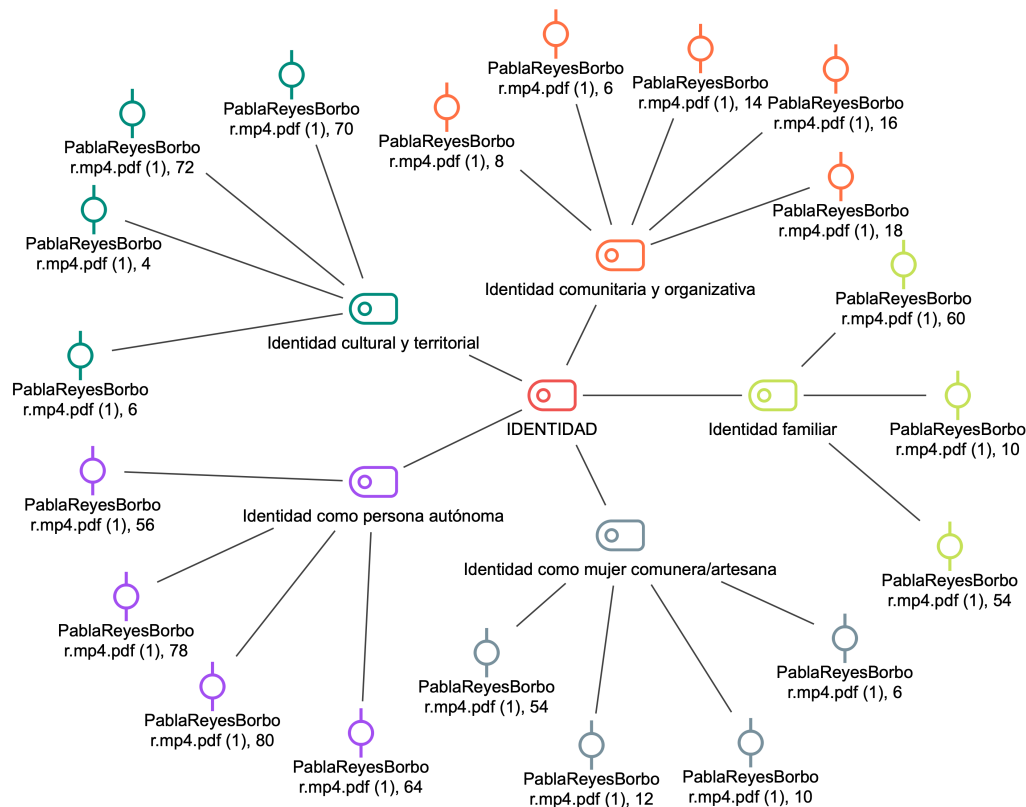 PablaReyesBorbo
r.mp4.pdf (1), 6
PablaReyesBorbo
r.mp4.pdf (1), 14
PablaReyesBorbo
r.mp4.pdf (1), 16
PablaReyesBorbo
r.mp4.pdf (1), 70
PablaReyesBorbo
r.mp4.pdf (1), 8
PablaReyesBorbo
r.mp4.pdf (1), 72
PablaReyesBorbo
r.mp4.pdf (1), 18
PablaReyesBorbo
r.mp4.pdf (1), 4
Identidad comunitaria y organizativa
PablaReyesBorbo
r.mp4.pdf (1), 60
Identidad cultural y territorial
PablaReyesBorbo
r.mp4.pdf (1), 6
IDENTIDAD
Identidad familiar
PablaReyesBorbo
r.mp4.pdf (1), 10
PablaReyesBorbo
r.mp4.pdf (1), 56
Identidad como persona autónoma
Identidad como mujer comunera/artesana
PablaReyesBorbo
r.mp4.pdf (1), 54
PablaReyesBorbo
r.mp4.pdf (1), 78
PablaReyesBorbo
r.mp4.pdf (1), 6
PablaReyesBorbo
r.mp4.pdf (1), 54
PablaReyesBorbo
r.mp4.pdf (1), 80
PablaReyesBorbo
r.mp4.pdf (1), 64
PablaReyesBorbo
r.mp4.pdf (1), 12
PablaReyesBorbo
r.mp4.pdf (1), 10